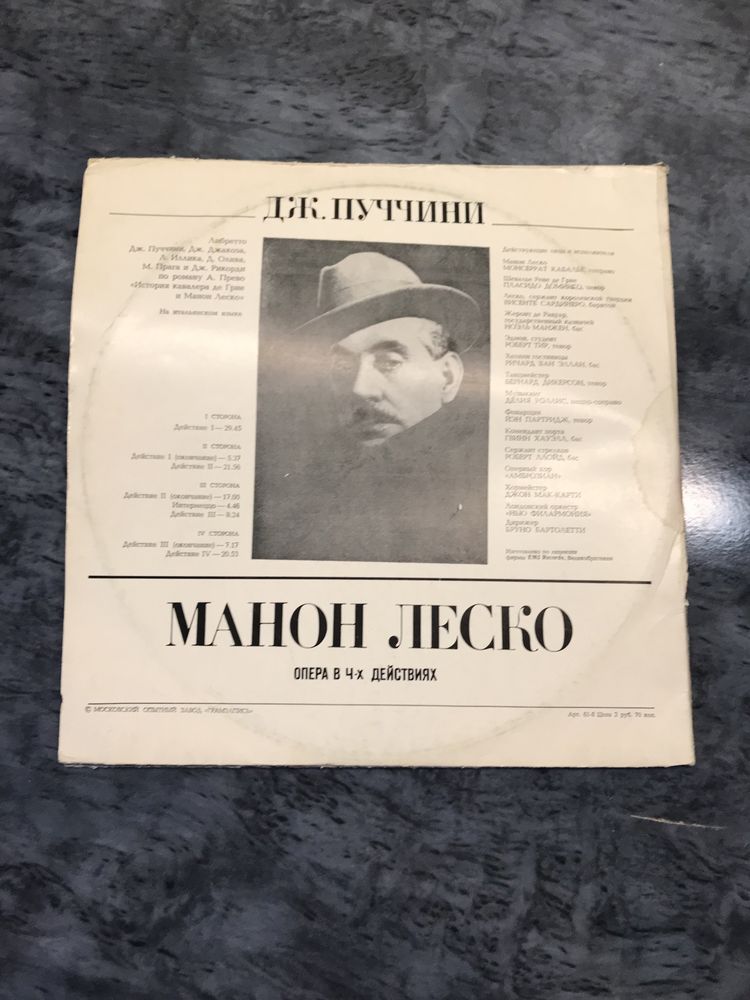 ДЖ. ПУЧЧИНИ
Либретто
Дж. Пуччини, Дж. Джакоза,
Л. Иллика, Д. Олива,
М. Прага и Дж. Рикорди
по роману А. Прево
«История кавалера де Грие
и Манон Леско»
На итальянском языке
I СТОРОНА
Действие I — 29.45
II СТОРОНА
Действие I (окончание) — 5.37
Действие II — 21.56
III СТОРОНА
Действие II (окончание) — 17.00
Интермеццо — 4.46
Действие III — 8.24
IV СТОРОНА
Действие III (окончание) — 7.17
Действие IV — 20.53
Действующие лица и исполнители
Манон Леско
МОНСЕРРАТ КАБАЛЬЕ, сопрано
Шевалье Рене де Грие
ПЛАСИДО ДОМИНГО, тенор
Леско, сержант королевской гвардии
ВИСЕНТЕ САРДИНЕРО, баритон
Жеронт де Равуар,
государственный казначей
НОЭЛЬ МАНЖЕН, бас
Эдмон, студент
РОБЕРТ ТИР, тенор
Хозяин гостиницы
РИЧАРД ВАН ЭЛЛАН, бас
Танцмейстер
БЕРНАРД ДИКЕРСОН, тенор
Музыкант
ДЕЛИЯ УОЛЛИС, меццо-сопрано
Фонарщик
ЙЭН ПАРТРИДЖ, тенор
Комендант порта
ГВИНН ХАУЭЛЛ, бас
Сержант стрелков
РОБЕРТ ЛЛОЙД, бас
Оперный хор
«АМБРОЗИАН»
Хормейстер
ДЖОН МАК-КАРТИ
Лондонский оркестр
«НЬЮ ФИЛАРМОНИЯ»
Дирижер
БРУНО БАРТОЛЕТТИ
Изготовлено по лицензии
фирмы EMI Records, Великобритания
МАНОН ЛЕСКО
ОПЕРА В 4-х ДЕЙСТВИЯХ
© МОСКОВСКИЙ ОПЫТНЫЙ ЗАВОД «ГРАМЗАПИСЬ»
Арт. 61-8 Цена 2 руб. 70 коп.